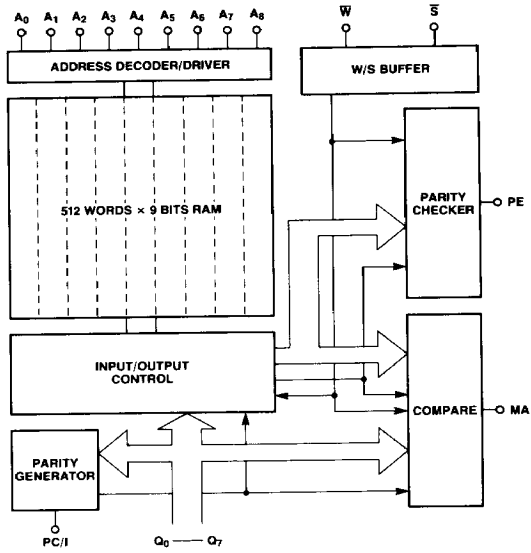 A0 A1 A2 A3 A4 A5 A6 A7 A8
W̅ S̅
ADDRESS DECODER/DRIVER
W/S BUFFER
512 WORDS × 9 BITS RAM
PARITY
CHECKER
PE
INPUT/OUTPUT
CONTROL
COMPARE
MA
PARITY
GENERATOR
PC/I
Q0 — Q7